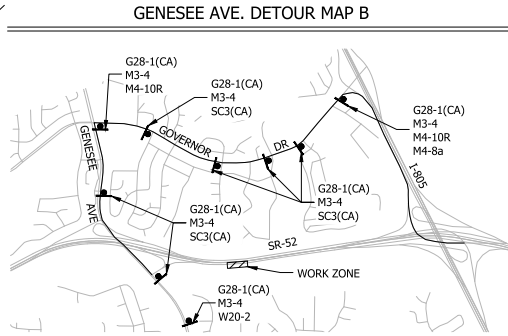 GENESEE AVE. DETOUR MAP B
G28-1(CA)
M3-4
M4-10R
G28-1(CA)
M3-4
SC3(CA)
G28-1(CA)
M3-4
M4-10R
M4-8a
GOVERNOR
DR
GENESEE
AVE
I-805
G28-1(CA)
M3-4
SC3(CA)
G28-1(CA)
M3-4
SC3(CA)
SR-52
WORK ZONE
G28-1(CA)
M3-4
W20-2